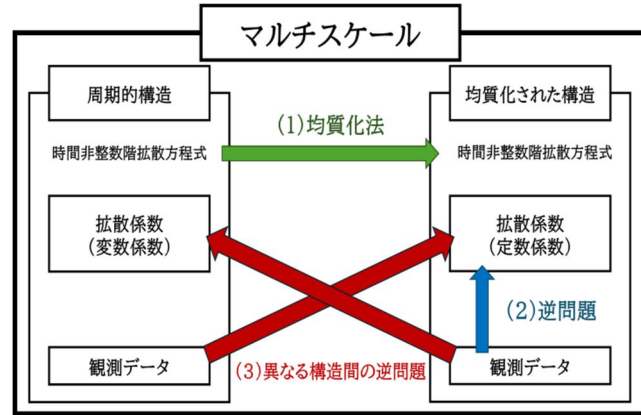 マルチスケール
周期的構造
均質化された構造
(1)均質化法
時間非整数階拡散方程式
時間非整数階拡散方程式
拡散係数
(変数係数)
拡散係数
(定数係数)
(2)逆問題
観測データ
(3)異なる構造間の逆問題
観測データ